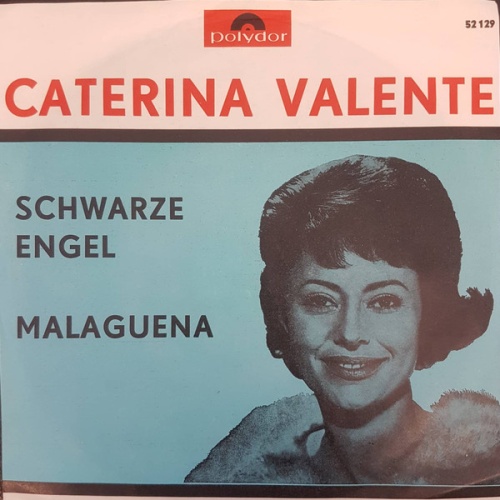 Polydor
52 129
CATERINA VALENTE
SCHWARZE
ENGEL
MALAGUENA